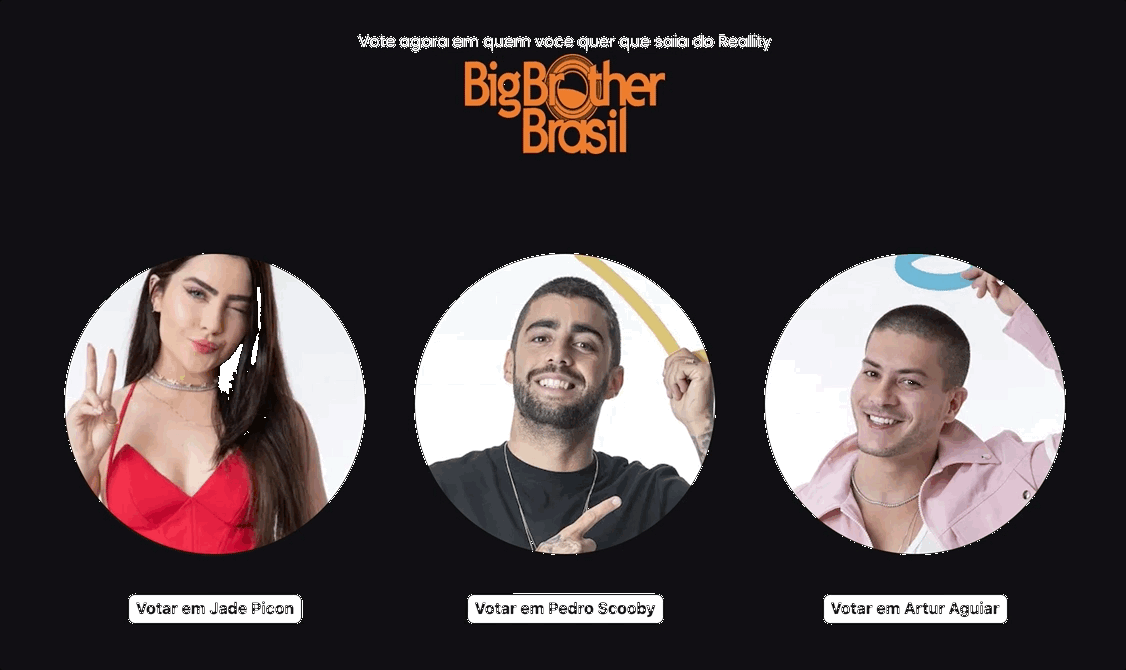 Vote agora em quem voce quer que saia do Reality
BigBrother
Brasil
Votar em Jade Picon
Votar em Pedro Scooby
Votar em Artur Aguiar